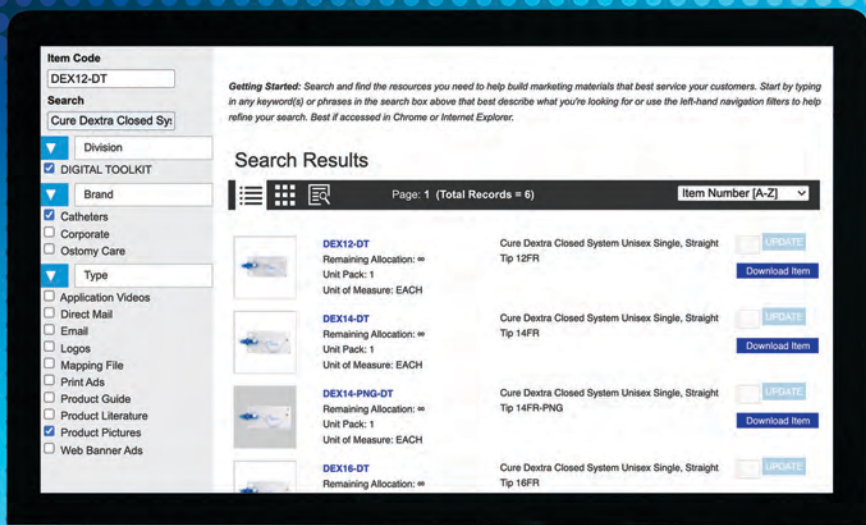 Item Code
DEX12-DT
Search
Cure Dextra Closed Sy
Division
DIGITAL TOOLKIT
Brand
Catheters
Corporate
Ostomy Care
Type
Application Videos
Direct Mail
Email
Logos
Mapping File
Print Ads
Product Guide
Product Literature
Product Pictures
Web Banner Ads
Getting Started: Search and find the resources you need to help build marketing materials that best service your customers. Start by typing
in any keyword(s) or phrases in the search box above that best describe what you're looking for or use the left-hand navigation filters to help
refine your search. Best if accessed in Chrome or Internet Explorer.
Search Results
Page: 1 (Total Records = 6)
Item Number [A-Z]
DEX12-DT
Remaining Allocation: ∞
Unit Pack: 1
Unit of Measure: EACH
Cure Dextra Closed System Unisex Single, Straight
Tip 12FR
UPDATE
Download Item
DEX14-DT
Remaining Allocation: ∞
Unit Pack: 1
Unit of Measure: EACH
Cure Dextra Closed System Unisex Single, Straight
Tip 14FR
UPDATE
Download Item
DEX14-PNG-DT
Remaining Allocation: ∞
Unit Pack: 1
Unit of Measure: EACH
Cure Dextra Closed System Unisex Single, Straight
Tip 14FR-PNG
UPDATE
Download Item
DEX16-DT
Remaining Allocation: ∞
Cure Dextra Closed System Unisex Single, Straight
Tip 16FR
UPDATE